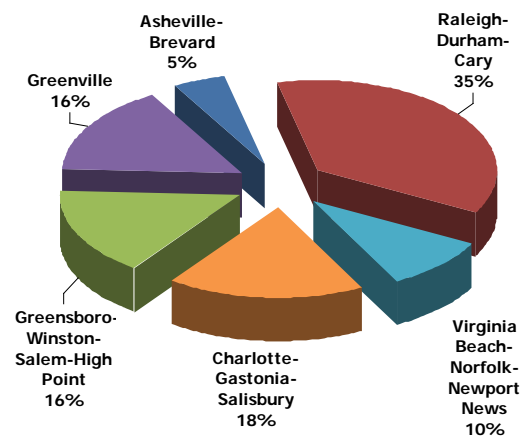 Asheville-
Brevard
5%
Raleigh-
Durham-
Cary
35%
Greenville
16%
Greensboro-
Winston-
Salem-High
Point
16%
Charlotte-
Gastonia-
Salisbury
18%
Virginia
Beach-
Norfolk-
Newport
News
10%